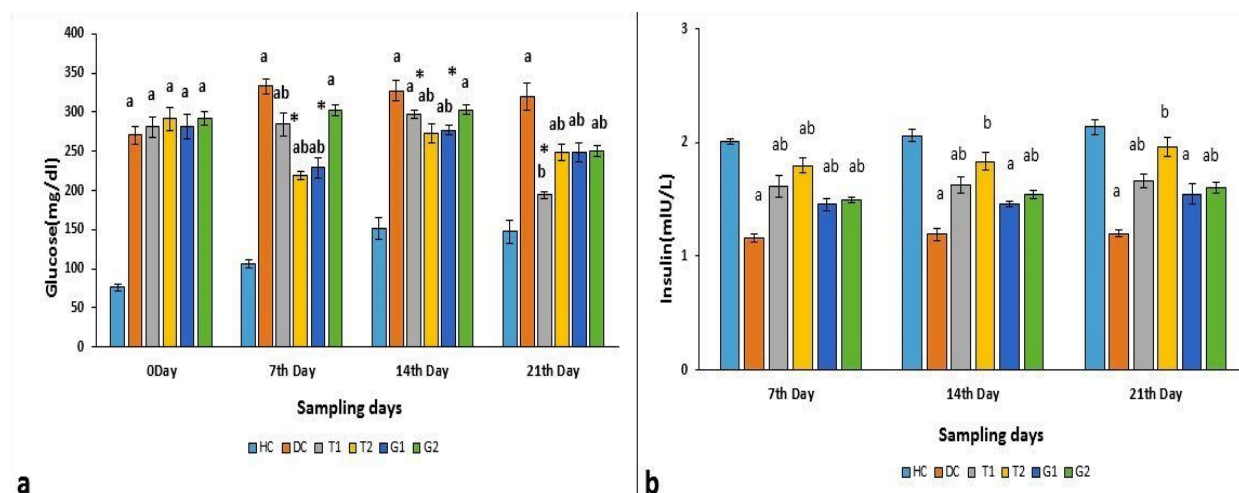 400
350
300
250
200
150
100
50
0
Glucose(mg/dl)
a a a a a
a ab * ab ab * a
a a * ab ab * a
a * b ab ab ab
0Day 7th Day 14th Day 21th Day
Sampling days
HC DC T1 T2 G1 G2
a
3
2
1
0
Insulin(mIU/L)
a ab ab ab ab
a ab b a ab
a ab b a ab
7th Day 14th Day 21th Day
Sampling days
HC DC T1 T2 G1 G2
b